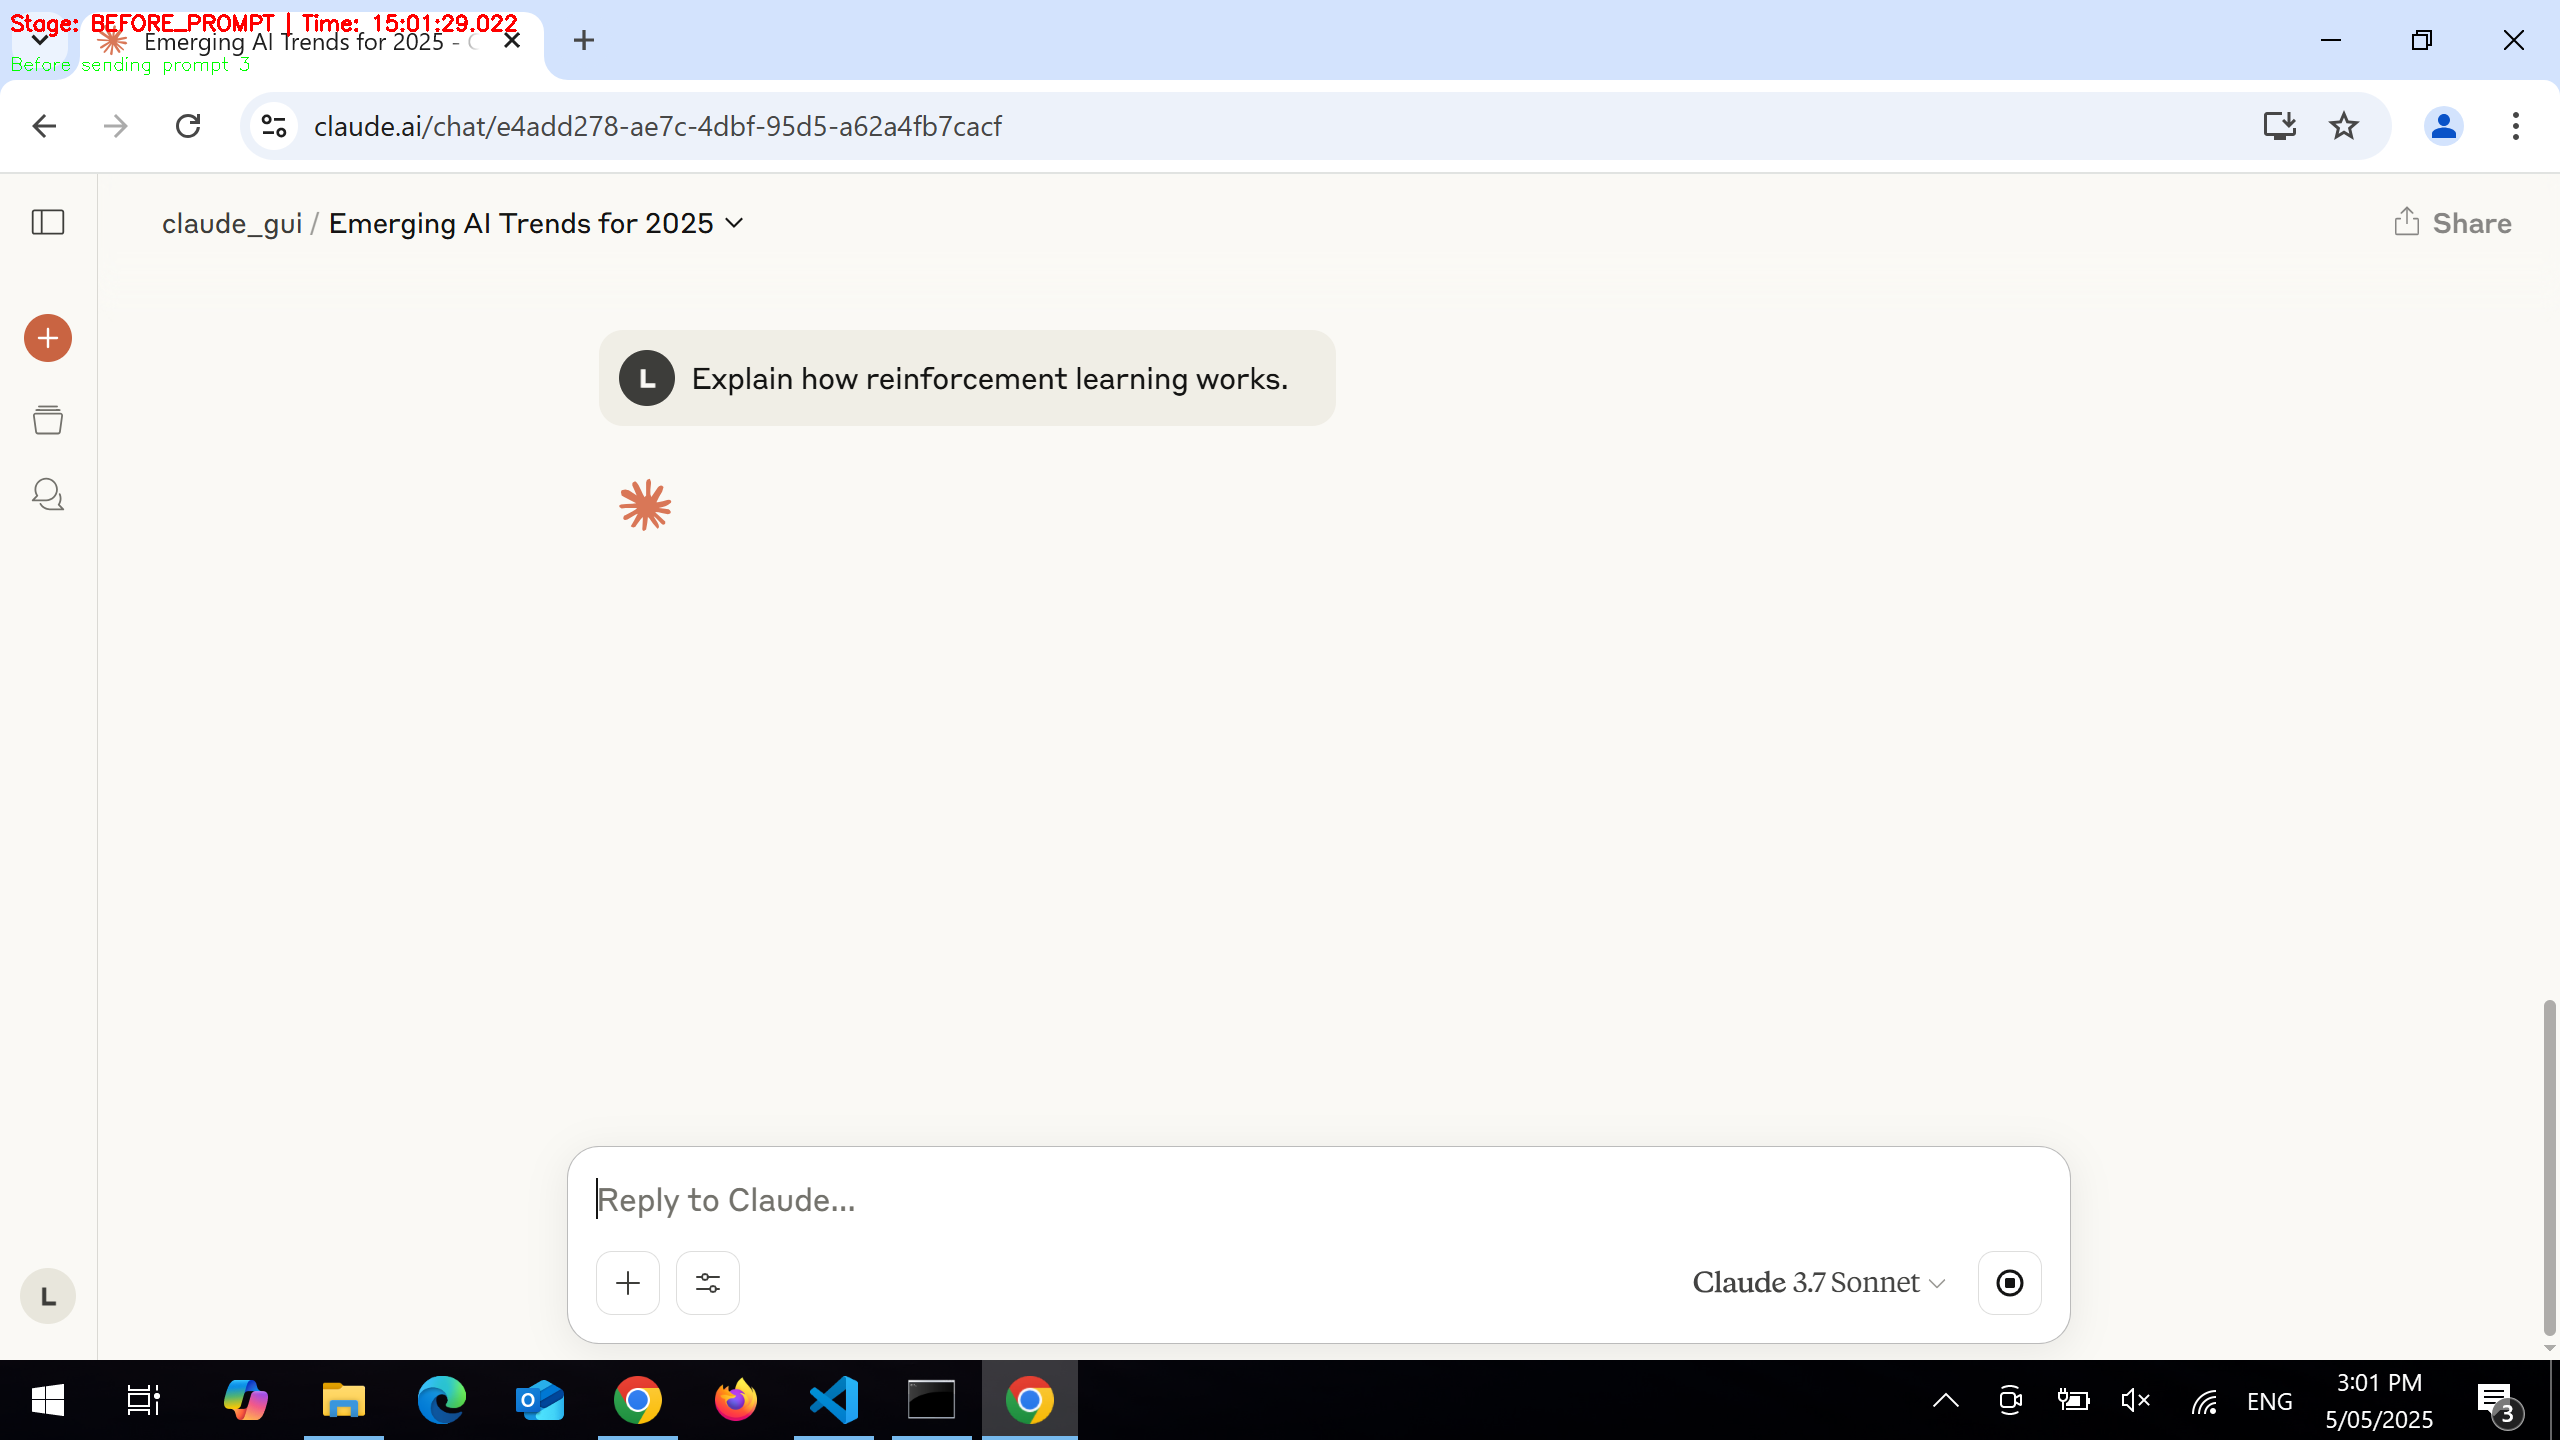 Stage: BEFORE_PROMPT | Time: 15:01:29.022
Emerging AI Trends for 2025 -
Before sending prompt 3
claude.ai/chat/e4add278-ae7c-4dbf-95d5-a62a4fb7cacf
claude_gui / Emerging AI Trends for 2025
Share
L Explain how reinforcement learning works.
Reply to Claude...
Claude 3.7 Sonnet
L
ENG
3:01 PM
5/05/2025
3